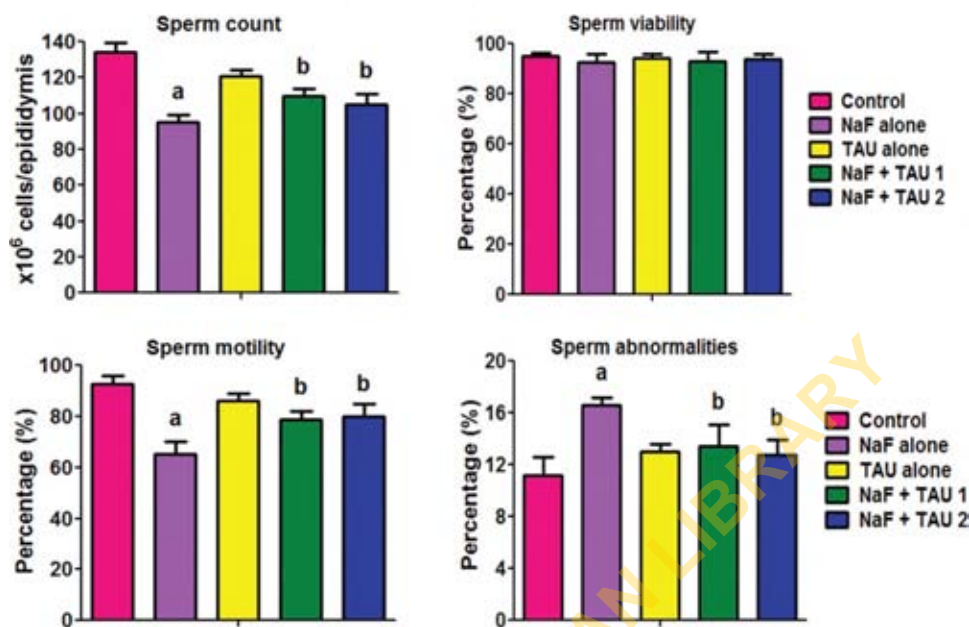 Sperm count
x10⁶ cells/epididymis
140
120
100
80
60
40
20
0
a
b
b
Sperm viability
Percentage (%)
100
80
60
40
20
0
Control
NaF alone
TAU alone
NaF + TAU 1
NaF + TAU 2
Sperm motility
Percentage (%)
100
80
60
40
20
0
a
b
b
Sperm abnormalities
Percentage (%)
20
16
12
8
4
0
a
b
b
Control
NaF alone
TAU alone
NaF + TAU 1
NaF + TAU 2
AN LIBRARY